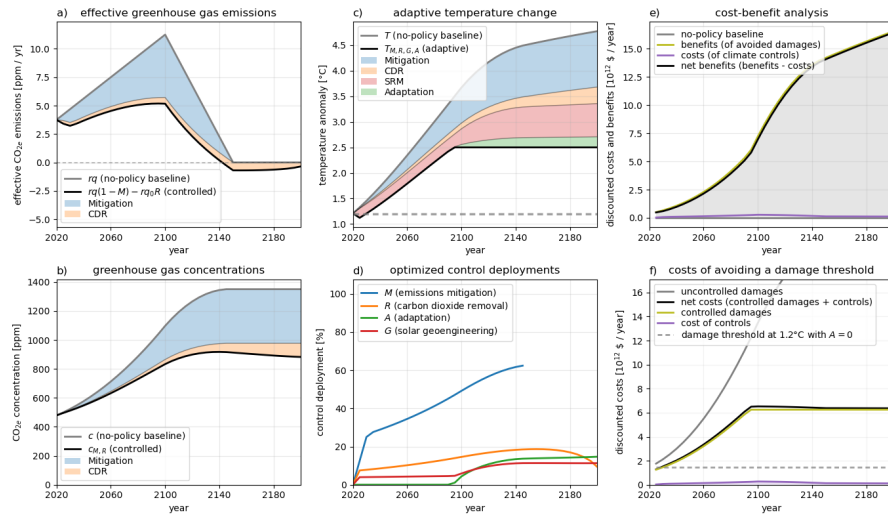 a) effective greenhouse gas emissions
effective CO2e emissions [ppm / yr]
10.0
7.5
5.0
2.5
0.0
−2.5
−5.0
rq (no-policy baseline)
rq(1 − M) − rq0R (controlled)
Mitigation
CDR
2020 2060 2100 2140 2180
year
c) adaptive temperature change
temperature anomaly [°C]
4.5
4.0
3.5
3.0
2.5
2.0
1.5
1.0
T (no-policy baseline)
TM, R, G, A (adaptive)
Mitigation
CDR
SRM
Adaptation
2020 2060 2100 2140 2180
year
e) cost-benefit analysis
discounted costs and benefits [10^12 $ / year]
15.0
12.5
10.0
7.5
5.0
2.5
0.0
no-policy baseline
benefits (of avoided damages)
costs (of climate controls)
net benefits (benefits - costs)
2020 2060 2100 2140 2180
year
b) greenhouse gas concentrations
CO2e concentration [ppm]
1400
1200
1000
800
600
400
200
0
c (no-policy baseline)
cM, R (controlled)
Mitigation
CDR
2020 2060 2100 2140 2180
year
d) optimized control deployments
control deployment [%]
100
80
60
40
20
0
M (emissions mitigation)
R (carbon dioxide removal)
A (adaptation)
G (solar geoengineering)
2020 2060 2100 2140 2180
year
f) costs of avoiding a damage threshold
discounted costs [10^12 $ / year]
16
14
12
10
8
6
4
2
0
uncontrolled damages
net costs (controlled damages + controls)
controlled damages
cost of controls
damage threshold at 1.2°C with A = 0
2020 2060 2100 2140 2180
year